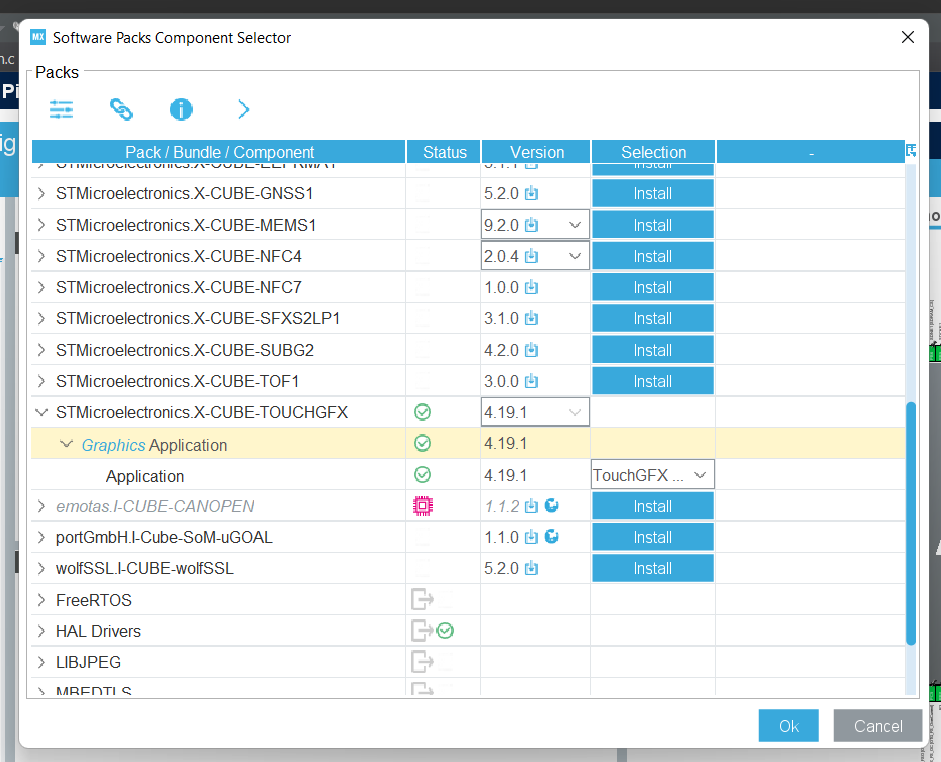 MX Software Packs Component Selector
Packs
Pack / Bundle / Component Status Version Selection -
STMicroelectronics.X-CUBE-EEPRMA1 Install
STMicroelectronics.X-CUBE-GNSS1 5.2.0 Install
STMicroelectronics.X-CUBE-MEMS1 9.2.0 Install
STMicroelectronics.X-CUBE-NFC4 2.0.4 Install
STMicroelectronics.X-CUBE-NFC7 1.0.0 Install
STMicroelectronics.X-CUBE-SFXS2LP1 3.1.0 Install
STMicroelectronics.X-CUBE-SUBG2 4.2.0 Install
STMicroelectronics.X-CUBE-TOF1 3.0.0 Install
STMicroelectronics.X-CUBE-TOUCHGFX 4.19.1
Graphics Application 4.19.1
Application 4.19.1 TouchGFX ...
emotas.I-CUBE-CANOPEN 1.1.2 Install
portGmbH.I-Cube-SoM-uGOAL 1.1.0 Install
wolfSSL.I-CUBE-wolfSSL 5.2.0 Install
FreeRTOS
HAL Drivers
LIBJPEG
MBEDTLS
Ok Cancel